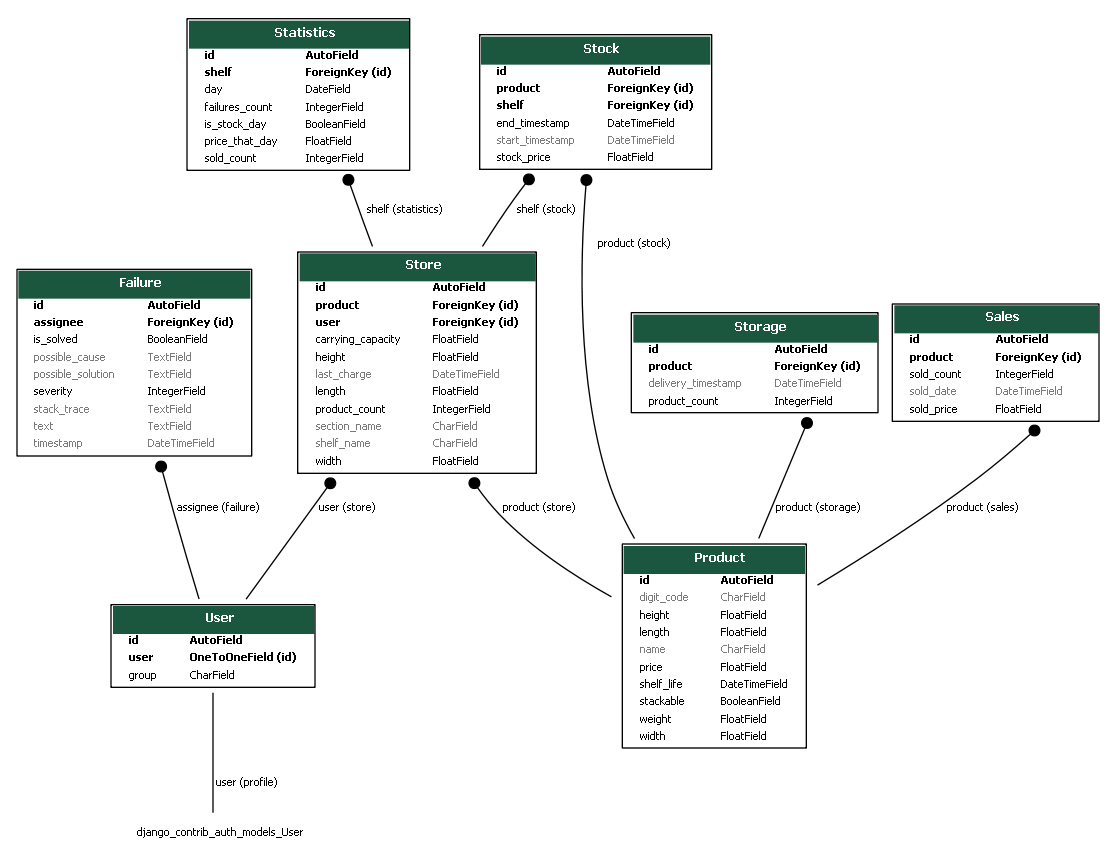 Statistics
id AutoField
shelf ForeignKey (id)
day DateField
failures_count IntegerField
is_stock_day BooleanField
price_that_day FloatField
sold_count IntegerField
Stock
id AutoField
product ForeignKey (id)
shelf ForeignKey (id)
end_timestamp DateTimeField
start_timestamp DateTimeField
stock_price FloatField
shelf (statistics)
shelf (stock)
product (stock)
Failure
id AutoField
assignee ForeignKey (id)
is_solved BooleanField
possible_cause TextField
possible_solution TextField
severity IntegerField
stack_trace TextField
text TextField
timestamp DateTimeField
Store
id AutoField
product ForeignKey (id)
user ForeignKey (id)
carrying_capacity FloatField
height FloatField
last_charge DateTimeField
length FloatField
product_count IntegerField
section_name CharField
shelf_name CharField
width FloatField
Storage
id AutoField
product ForeignKey (id)
delivery_timestamp DateTimeField
product_count IntegerField
Sales
id AutoField
product ForeignKey (id)
sold_count IntegerField
sold_date DateTimeField
sold_price FloatField
assignee (failure)
user (store)
product (store)
product (storage)
product (sales)
User
id AutoField
user OneToOneField (id)
group CharField
Product
id AutoField
digit_code CharField
height FloatField
length FloatField
name CharField
price FloatField
shelf_life DateTimeField
stackable BooleanField
weight FloatField
width FloatField
user (profile)
django_contrib_auth_models_User